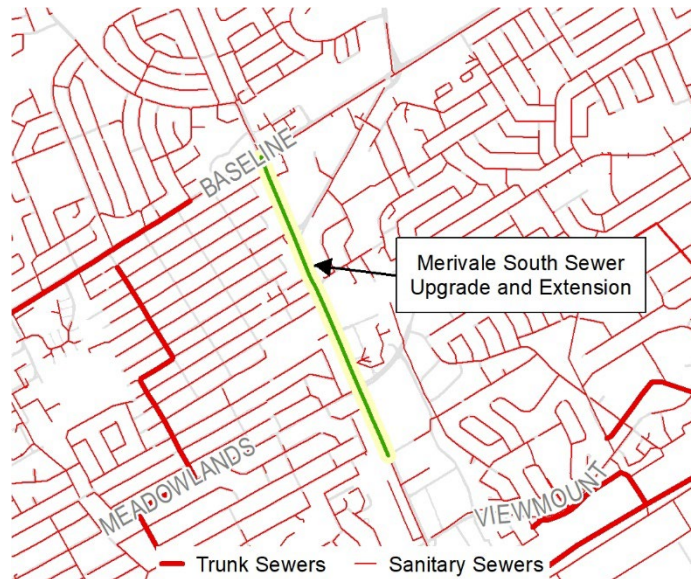 BASELINE
Merivale South Sewer
Upgrade and Extension
MEADOWLANDS
VIEWMOUNT
Trunk Sewers
Sanitary Sewers